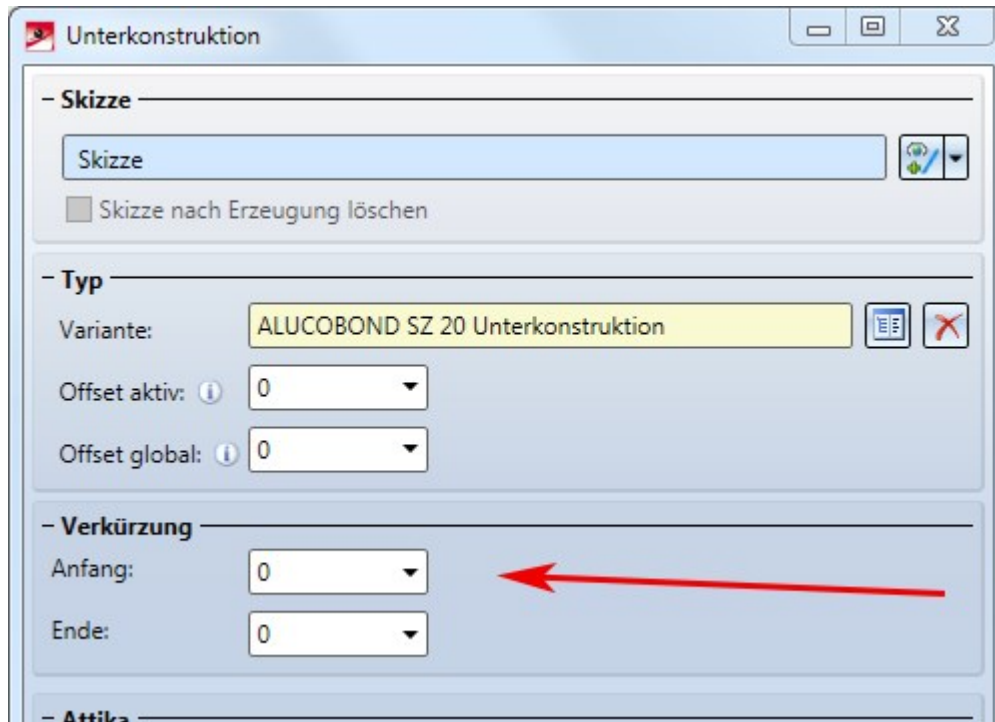 Unterkonstruktion
Skizze
Skizze
Skizze nach Erzeugung löschen
Typ
Variante: ALUCOBOND SZ 20 Unterkonstruktion
Offset aktiv: 0
Offset global: 0
Verkürzung
Anfang: 0
Ende: 0
Attika